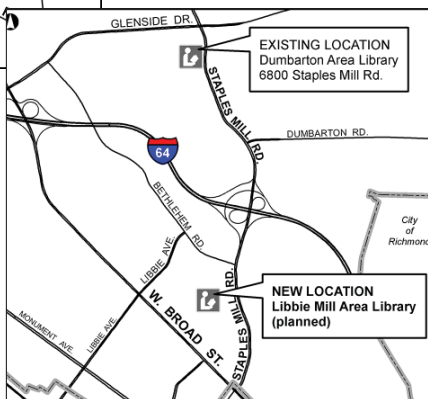 GLENSIDE DR.
EXISTING LOCATION
Dumbarton Area Library
6800 Staples Mill Rd.
STAPLES MILL RD.
DUMBARTON RD.
64
BETHLEHEM RD.
City
of
Richmond
LIBBIE AVE.
NEW LOCATION
Libbie Mill Area Library
(planned)
STAPLES MILL RD.
W. BROAD ST.
MONUMENT AVE.
LIBBIE AVE.